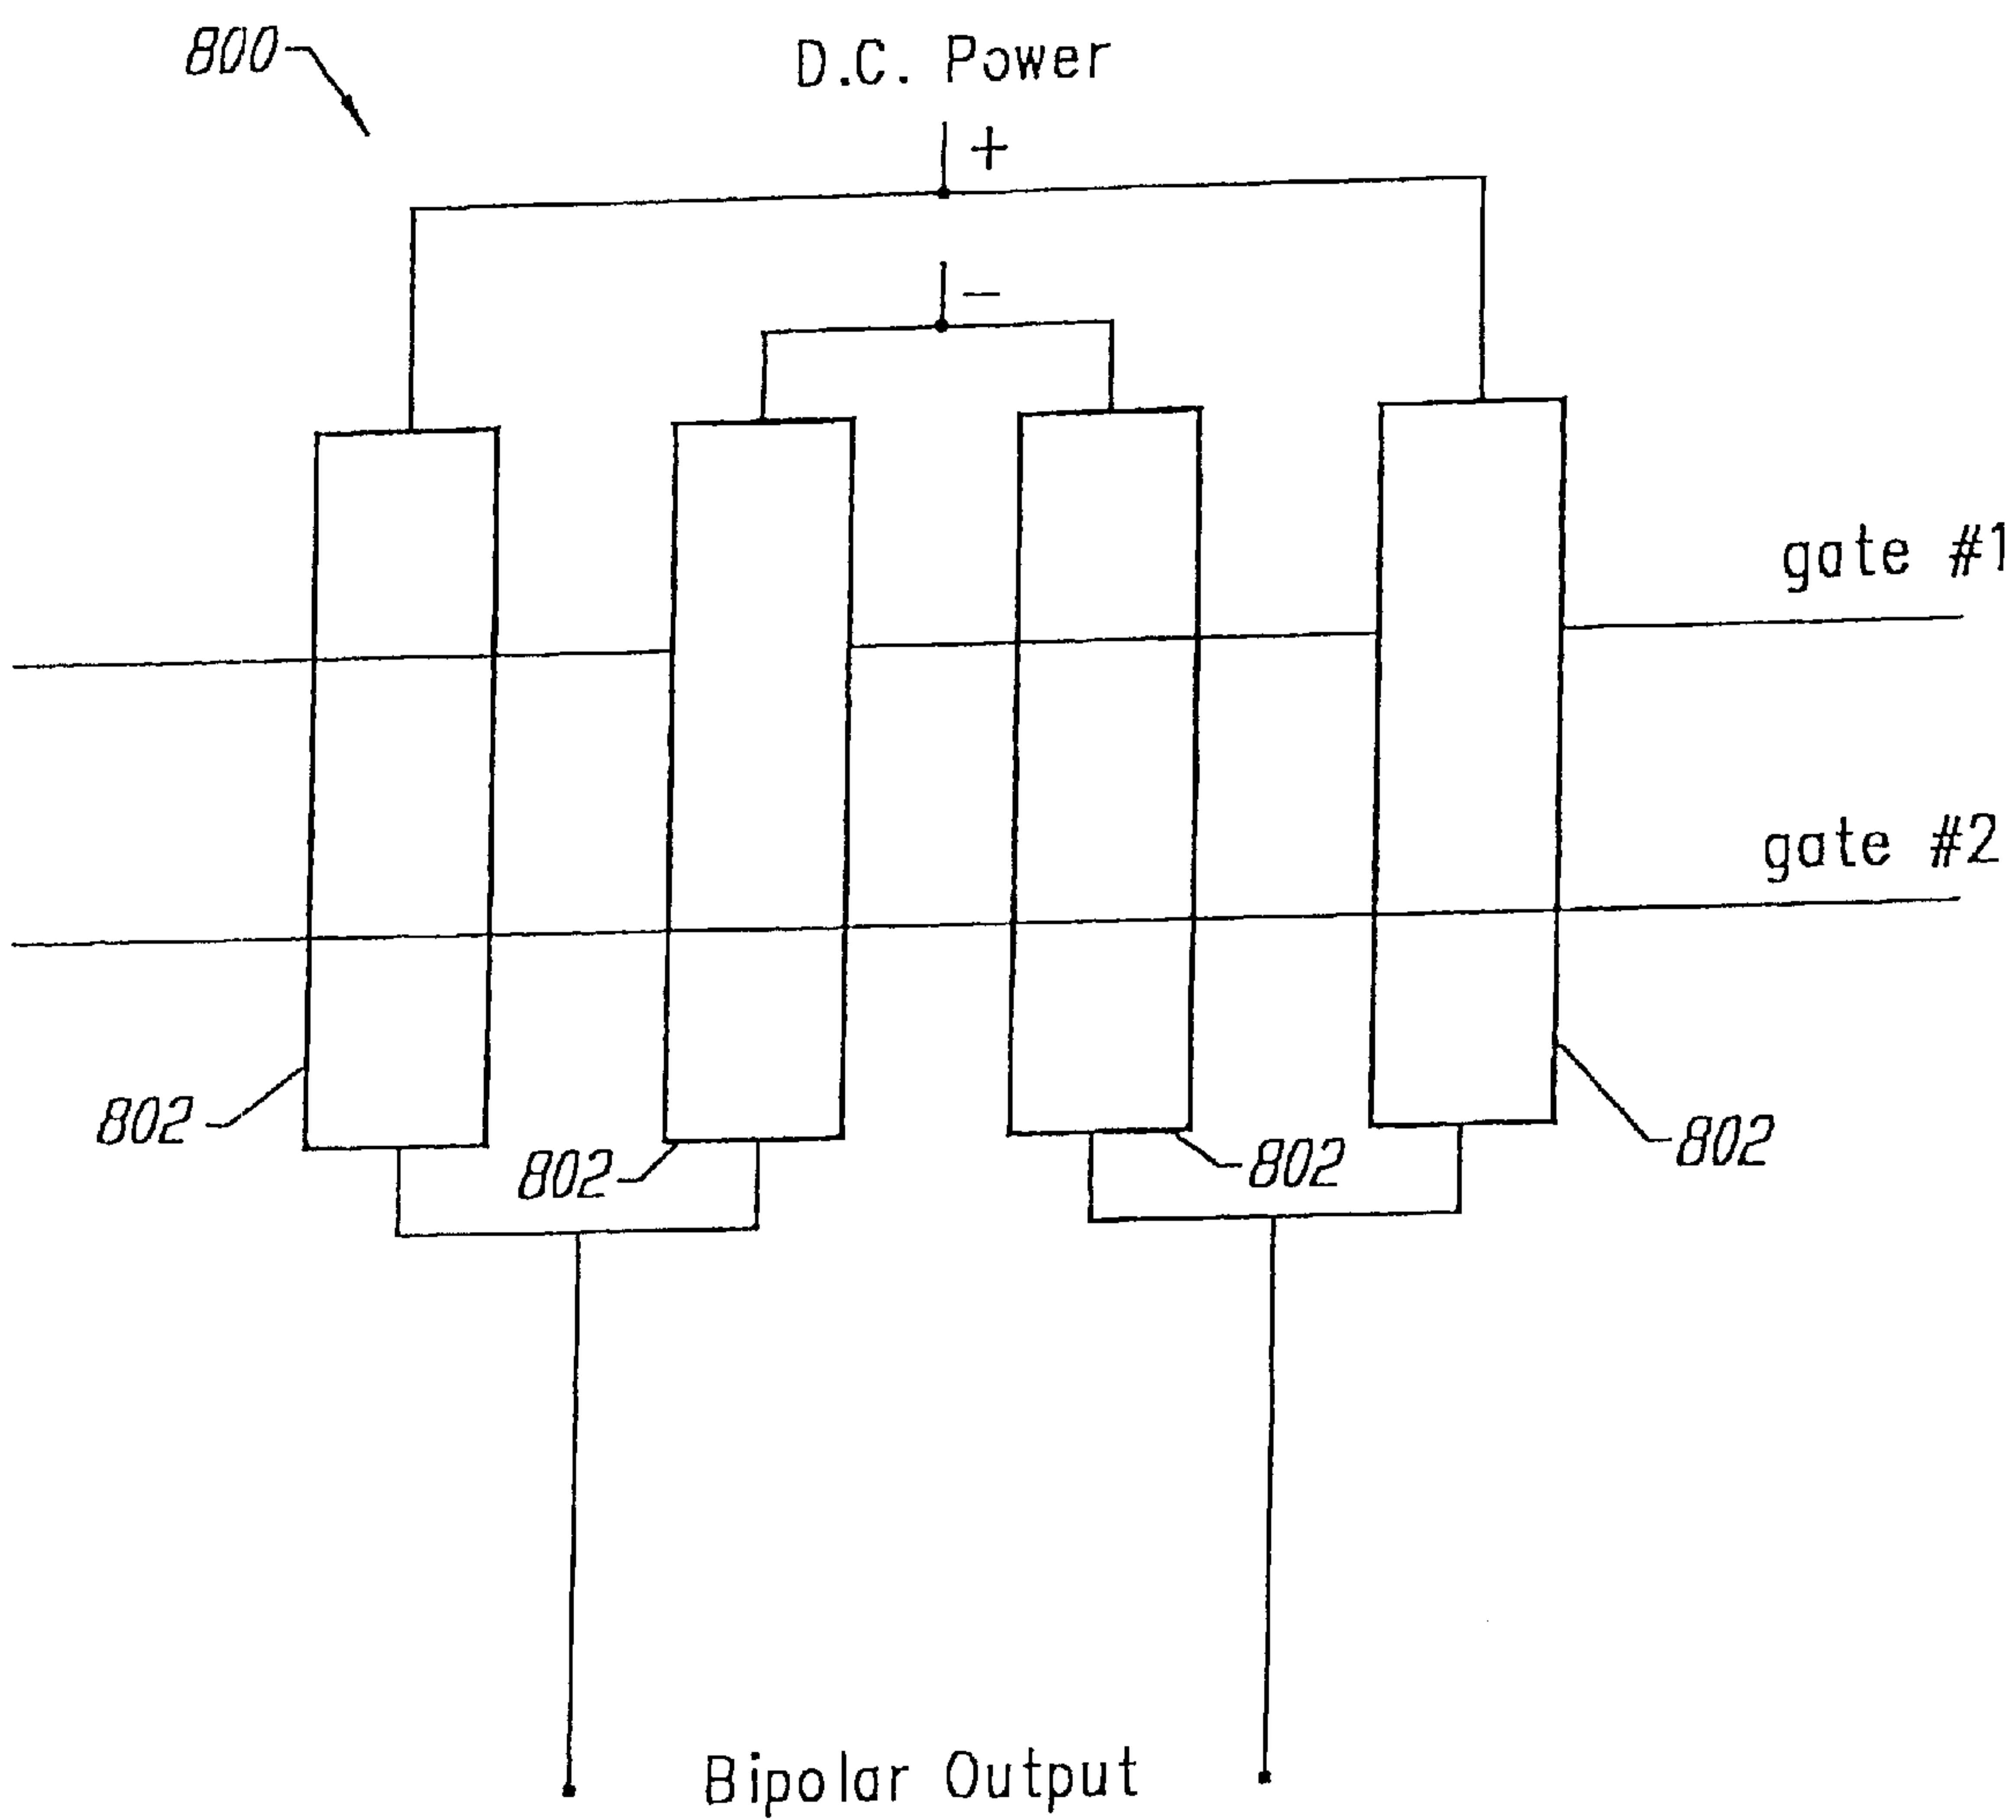 800
D.C. Power
+
−
gate #1
gate #2
802
802
802
802
Bipolar Output